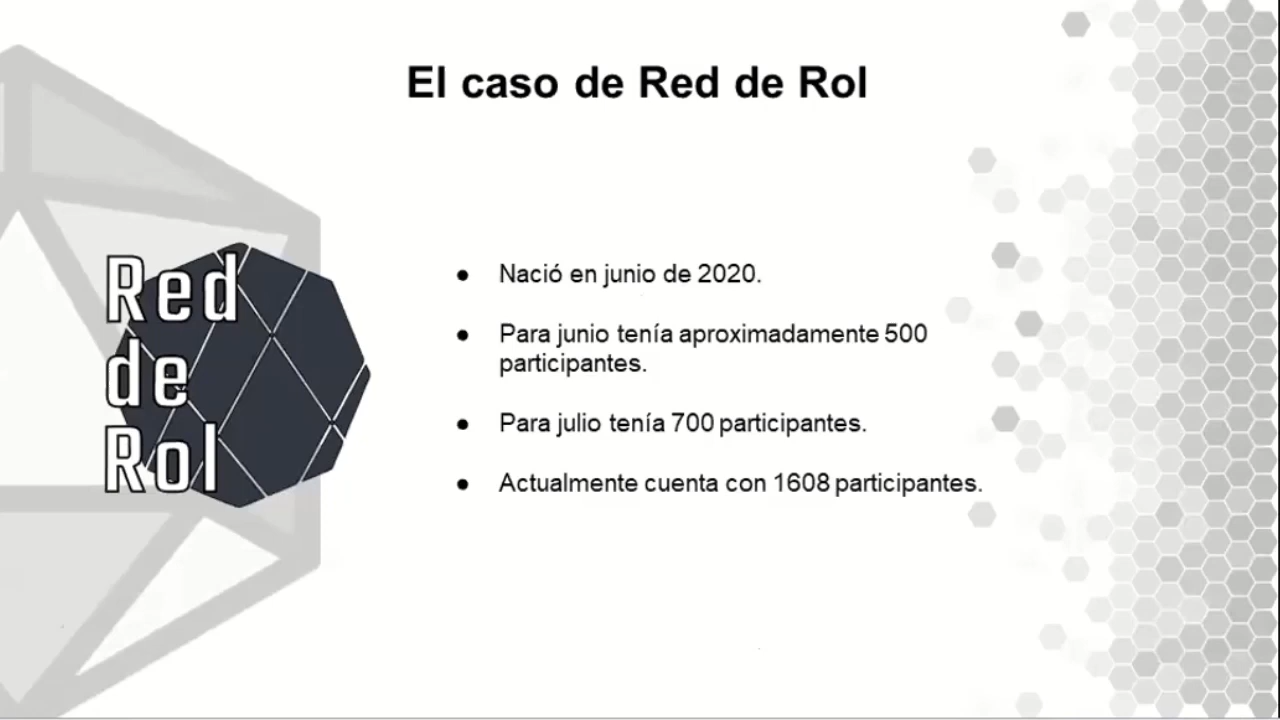 El caso de Red de Rol
Red
de
Rol
● Nació en junio de 2020.
● Para junio tenía aproximadamente 500
participantes.
● Para julio tenía 700 participantes.
● Actualmente cuenta con 1608 participantes.